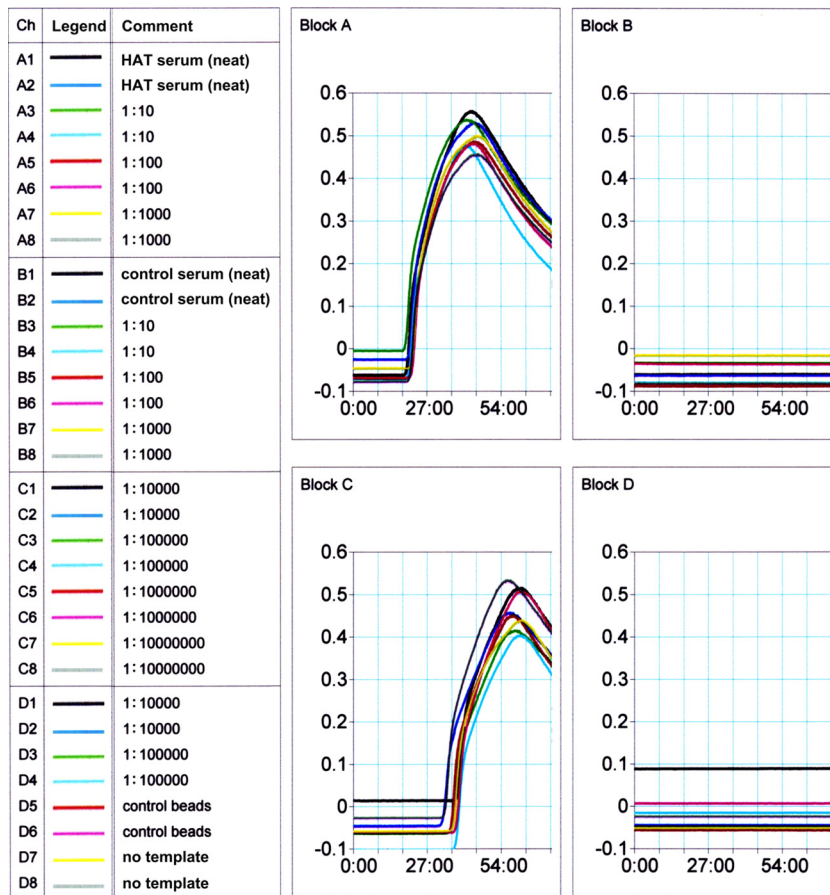 Ch Legend Comment
A1 HAT serum (neat)
A2 HAT serum (neat)
A3 1:10
A4 1:10
A5 1:100
A6 1:100
A7 1:1000
A8 1:1000
B1 control serum (neat)
B2 control serum (neat)
B3 1:10
B4 1:10
B5 1:100
B6 1:100
B7 1:1000
B8 1:1000
C1 1:10000
C2 1:10000
C3 1:100000
C4 1:100000
C5 1:1000000
C6 1:1000000
C7 1:10000000
C8 1:10000000
D1 1:10000
D2 1:10000
D3 1:100000
D4 1:100000
D5 control beads
D6 control beads
D7 no template
D8 no template
Block A
0.6
0.5
0.4
0.3
0.2
0.1
0
-0.1
0:00 27:00 54:00
Block B
0.6
0.5
0.4
0.3
0.2
0.1
0
-0.1
0:00 27:00 54:00
Block C
0.6
0.5
0.4
0.3
0.2
0.1
0
-0.1
0:00 27:00 54:00
Block D
0.6
0.5
0.4
0.3
0.2
0.1
0
-0.1
0:00 27:00 54:00